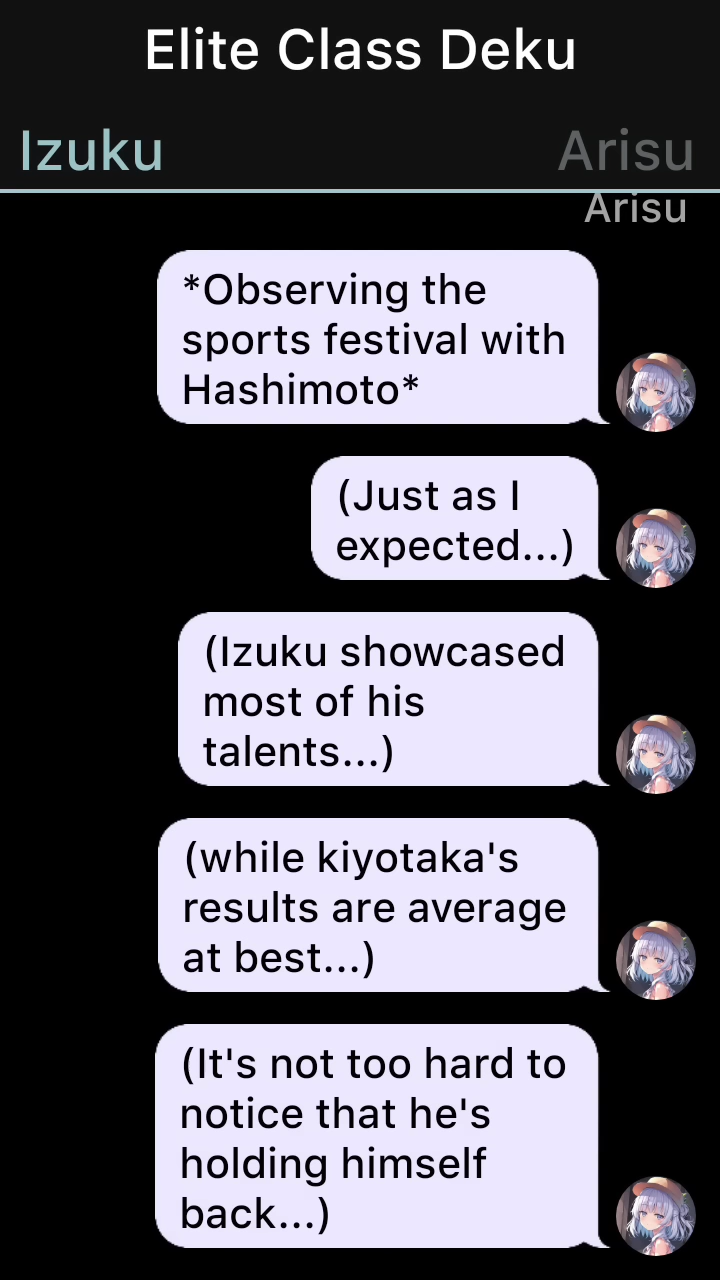 Elite Class Deku
Izuku
Arisu
Arisu
*Observing the
sports festival with
Hashimoto*
(Just as I
expected...)
(Izuku showcased
most of his
talents...)
(while kiyotaka's
results are average
at best...)
(It's not too hard to
notice that he's
holding himself
back...)